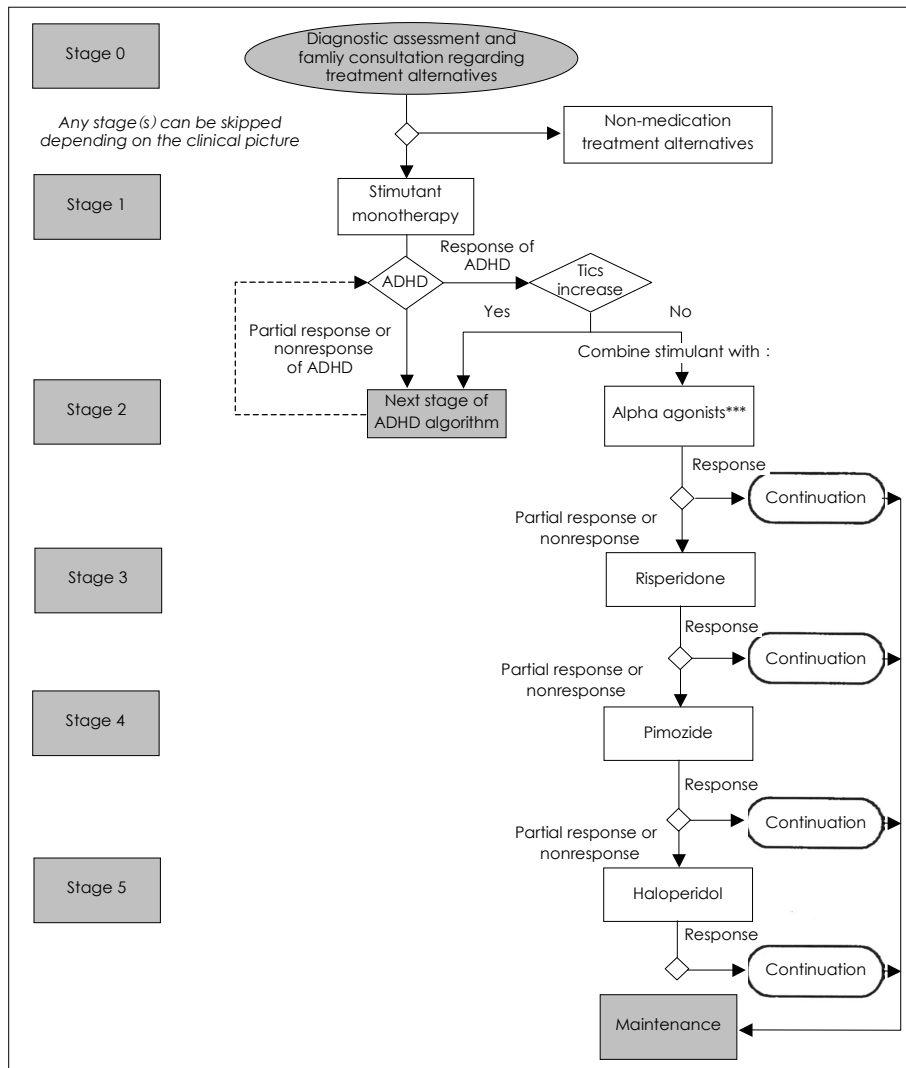 Stage 0
Diagnostic assessment and
famliy consultation regarding
treatment alternatives
Any stage(s) can be skipped
depending on the clinical picture
Non-medication
treatment alternatives
Stage 1
Stimutant
monotherapy
Response of
ADHD
ADHD
Tics
increase
Yes
No
Partial response or
nonresponse
of ADHD
Combine stimulant with :
Stage 2
Next stage of
ADHD algorithm
Alpha agonists***
Response
Continuation
Partial response or
nonresponse
Stage 3
Risperidone
Response
Continuation
Partial response or
nonresponse
Stage 4
Pimozide
Response
Continuation
Partial response or
nonresponse
Stage 5
Haloperidol
Response
Continuation
Maintenance